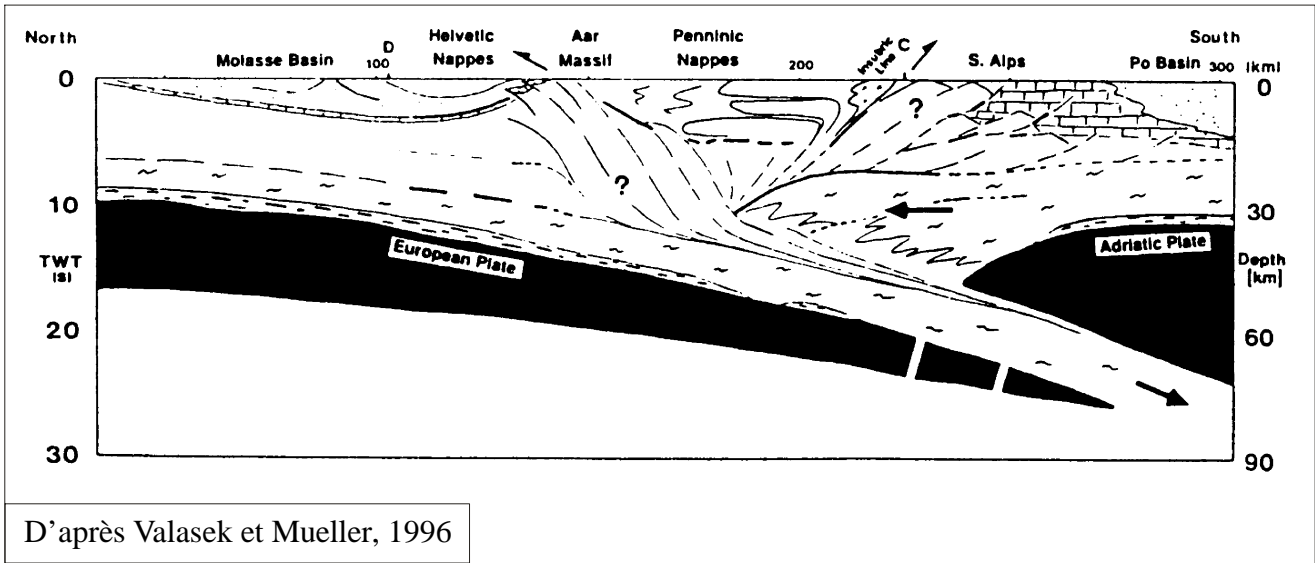 North
South
Molasse Basin
D
100
Helvetic
Nappes
Aar
Massif
Penninic
Nappes
200
Insubric
Line
C
S. Alps
Po Basin
300
[km]
0
0
?
?
10
30
TWT
[s]
European Plate
Adriatic Plate
Depth
[km]
20
60
30
90
D'après Valasek et Mueller, 1996